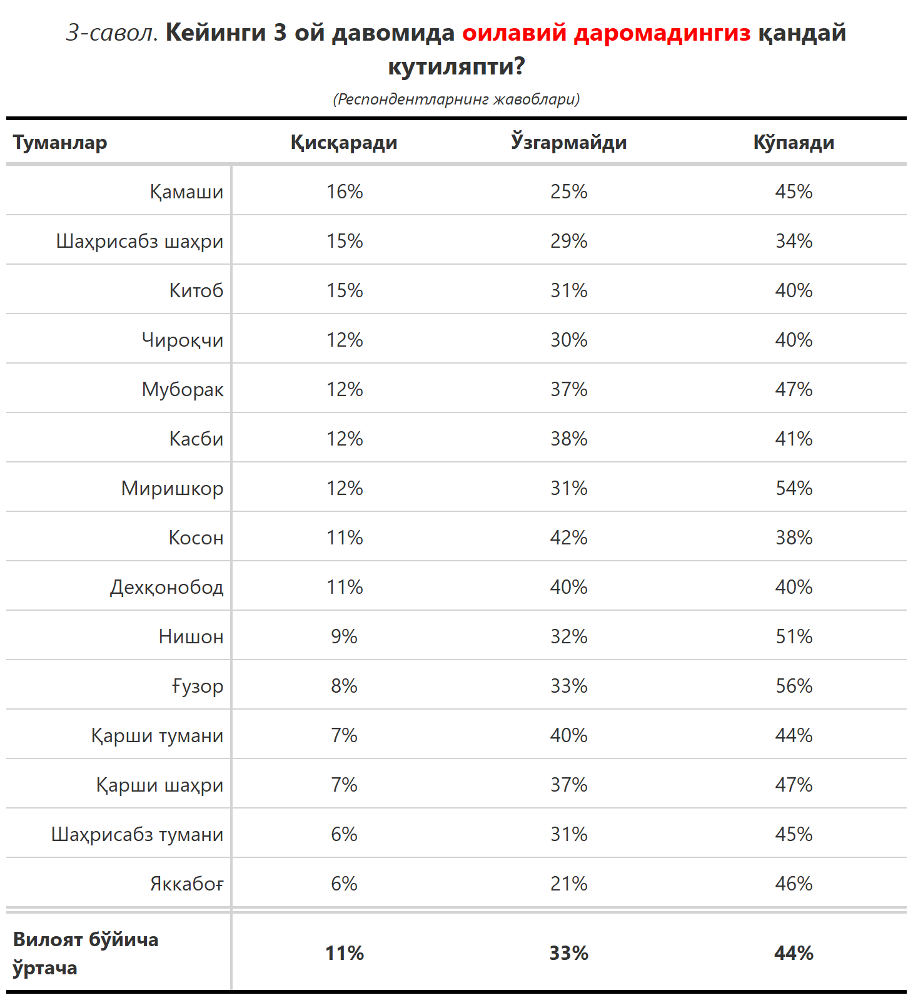 3-савол. Кейинги 3 ой давомида оилавий даромадингиз қандай
кутиляпти?
(Респондентларнинг жавоблари)
Туманлар Қисқаради Ўзгармайди Кўпаяди
Қамаши 16% 25% 45%
Шаҳрисабз шаҳри 15% 29% 34%
Китоб 15% 31% 40%
Чироқчи 12% 30% 40%
Муборак 12% 37% 47%
Касби 12% 38% 41%
Миришкор 12% 31% 54%
Косон 11% 42% 38%
Дехқонобод 11% 40% 40%
Нишон 9% 32% 51%
Ғузор 8% 33% 56%
Қарши тумани 7% 40% 44%
Қарши шаҳри 7% 37% 47%
Шаҳрисабз тумани 6% 31% 45%
Яккабоғ 6% 21% 46%
Вилоят бўйича
ўртача 11% 33% 44%